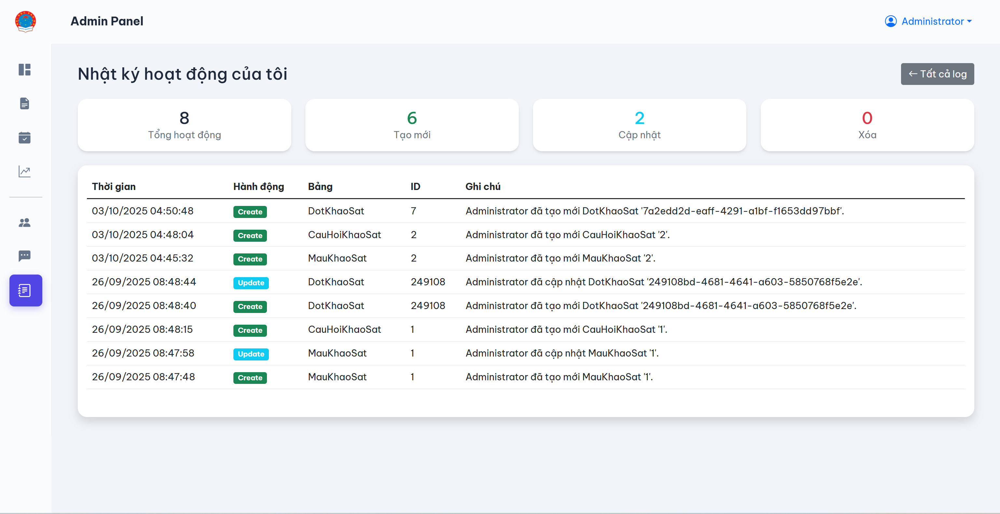 Admin Panel
Administrator
Nhật ký hoạt động của tôi
← Tất cả log
8
Tổng hoạt động
6
Tạo mới
2
Cập nhật
0
Xóa
Thời gian Hành động Bảng ID Ghi chú
03/10/2025 04:50:48 Create DotKhaoSat 7 Administrator đã tạo mới DotKhaoSat '7a2edd2d-eaff-4291-a1bf-f1653dd97bbf'.
03/10/2025 04:48:04 Create CauHoiKhaoSat 2 Administrator đã tạo mới CauHoiKhaoSat '2'.
03/10/2025 04:45:32 Create MauKhaoSat 2 Administrator đã tạo mới MauKhaoSat '2'.
26/09/2025 08:48:44 Update DotKhaoSat 249108 Administrator đã cập nhật DotKhaoSat '249108bd-4681-4641-a603-5850768f5e2e'.
26/09/2025 08:48:40 Create DotKhaoSat 249108 Administrator đã tạo mới DotKhaoSat '249108bd-4681-4641-a603-5850768f5e2e'.
26/09/2025 08:48:15 Create CauHoiKhaoSat 1 Administrator đã tạo mới CauHoiKhaoSat '1'.
26/09/2025 08:47:58 Update MauKhaoSat 1 Administrator đã cập nhật MauKhaoSat '1'.
26/09/2025 08:47:48 Create MauKhaoSat 1 Administrator đã tạo mới MauKhaoSat '1'.